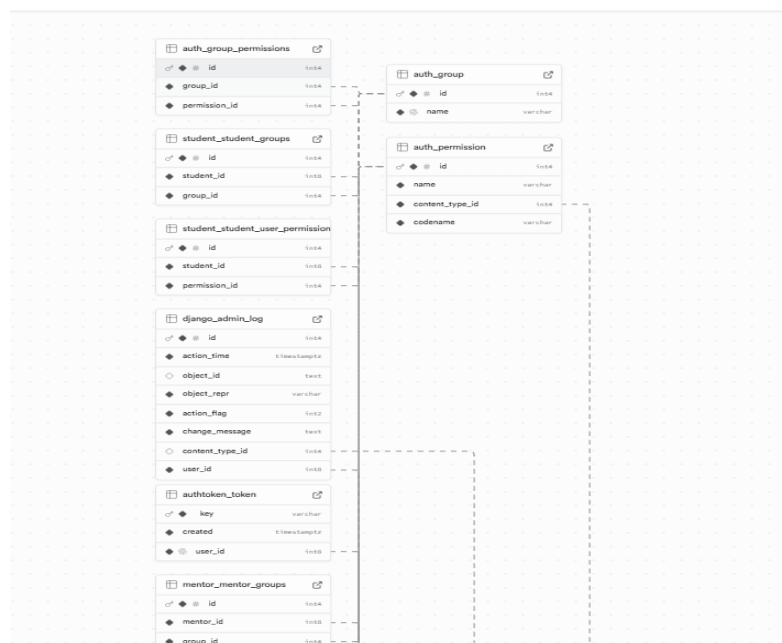 auth_group_permissions
id int4
group_id int4
permission_id int4
student_student_groups
id int4
student_id int8
group_id int4
student_student_user_permission
id int4
student_id int8
permission_id int4
django_admin_log
id int4
action_time timestamptz
object_id text
object_repr varchar
action_flag int2
change_message text
content_type_id int4
user_id int8
authtoken_token
key varchar
created timestamptz
user_id int8
mentor_mentor_groups
id int4
mentor_id int8
group_id int4
auth_group
id int4
name varchar
auth_permission
id int4
name varchar
content_type_id int4
codename varchar